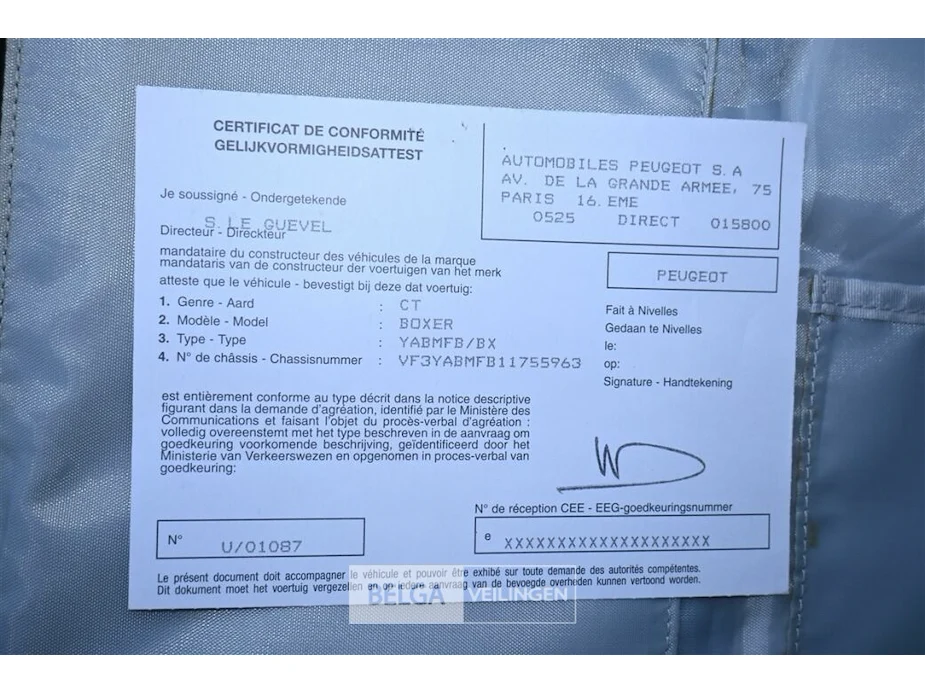 CERTIFICAT DE CONFORMITÉ
GELIJKVORMIGHEIDSATTEST
AUTOMOBILES PEUGEOT S.A
AV. DE LA GRANDE ARMEE, 75
PARIS 16.EME
0525 DIRECT 015800
Je soussigné - Ondergetekende
S.LE GUEVEL
Directeur - Direckteur
mandataire du constructeur des véhicules de la marque
mandataris van de constructeur der voertuigen van het merk
PEUGEOT
atteste que le véhicule - bevestigt bij deze dat voertuig:
1. Genre - Aard : CT
2. Modèle - Model : BOXER
3. Type - Type : YABMFB/BX
4. N° de châssis - Chassisnummer : VF3YABMFB11755963
Fait à Nivelles
Gedaan te Nivelles
le:
op:
Signature - Handtekening
est entièrement conforme au type décrit dans la notice descriptive
figurant dans la demande d'agréation, identifié par le Ministère des
Communications et faisant l'objet du procès-verbal d'agréation :
volledig overeenstemt met het type beschreven in de aanvraag om
goedkeuring voorkomende beschrijving, geïdentificeerd door het
Ministerie van Verkeerswezen en opgenomen in proces-verbal van
goedkeuring:
N° de réception CEE - EEG-goedkeuringsnummer
N° U/01087
e XXXXXXXXXXXXXXXXXXXX
Le présent document doit accompagner le véhicule et pouvoir être exhibé sur toute demande des autorités compétentes.
Dit document moet het voertuig vergezellen en op iedere aanvraag van de bevoegde overheden kunnen vertoond worden.
BELGA VEILINGEN